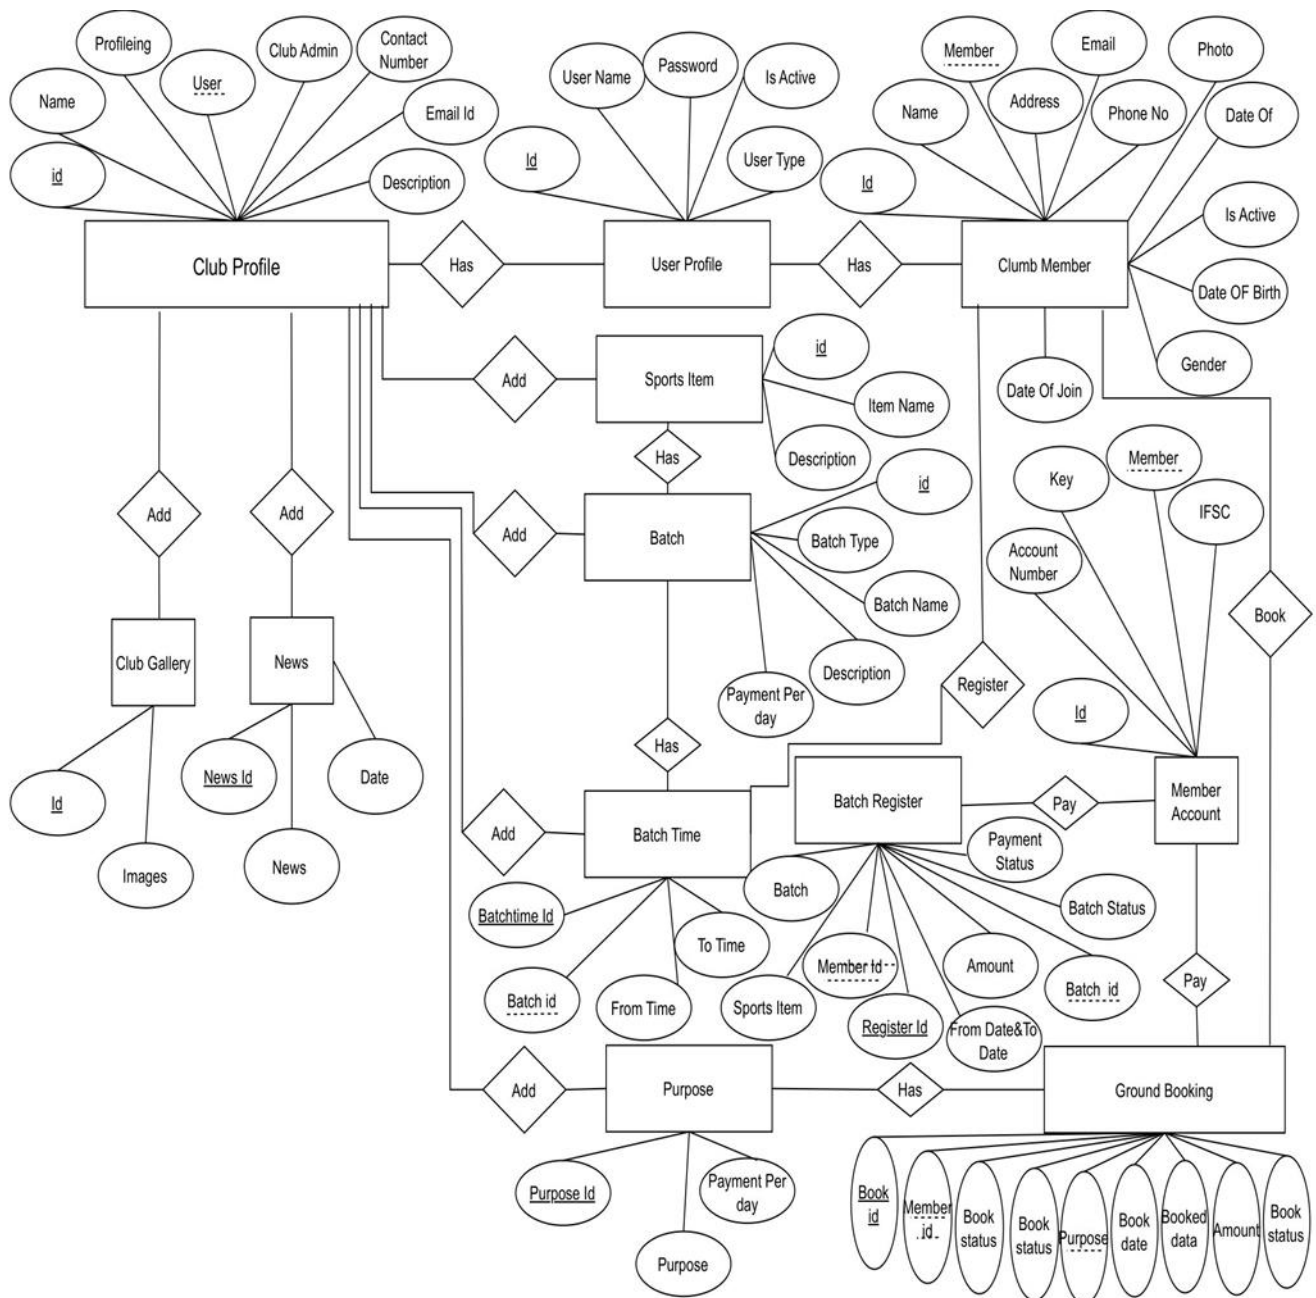 Profileing
User
Club Admin
Contact
Number
Name
Email Id
id
Description
Club Profile
User Name
Password
Is Active
Id
User Type
Has
User Profile
Has
Member
Email
Photo
Name
Address
Phone No
Date Of
Id
Is Active
Clumb Member
Date OF Birth
Gender
Date Of Join
Add
Sports Item
id
Item Name
Description
Has
Add
Batch
id
Batch Type
Batch Name
Description
Payment Per
day
Add
Add
Club Gallery
News
Id
Images
News Id
News
Date
Has
Register
Book
Key
Member
IFSC
Account
Number
Id
Member
Account
Add
Batch Time
Batchtime Id
Batch id
From Time
To Time
Batch Register
Pay
Payment
Status
Batch
Batch Status
Member Id
Amount
Batch id
Sports Item
Register Id
From Date&To
Date
Pay
Add
Purpose
Has
Ground Booking
Purpose Id
Payment Per
day
Purpose
Book
id
Member
id
Book
status
Book
status
Purpose
Book
date
Booked
data
Amount
Book
status